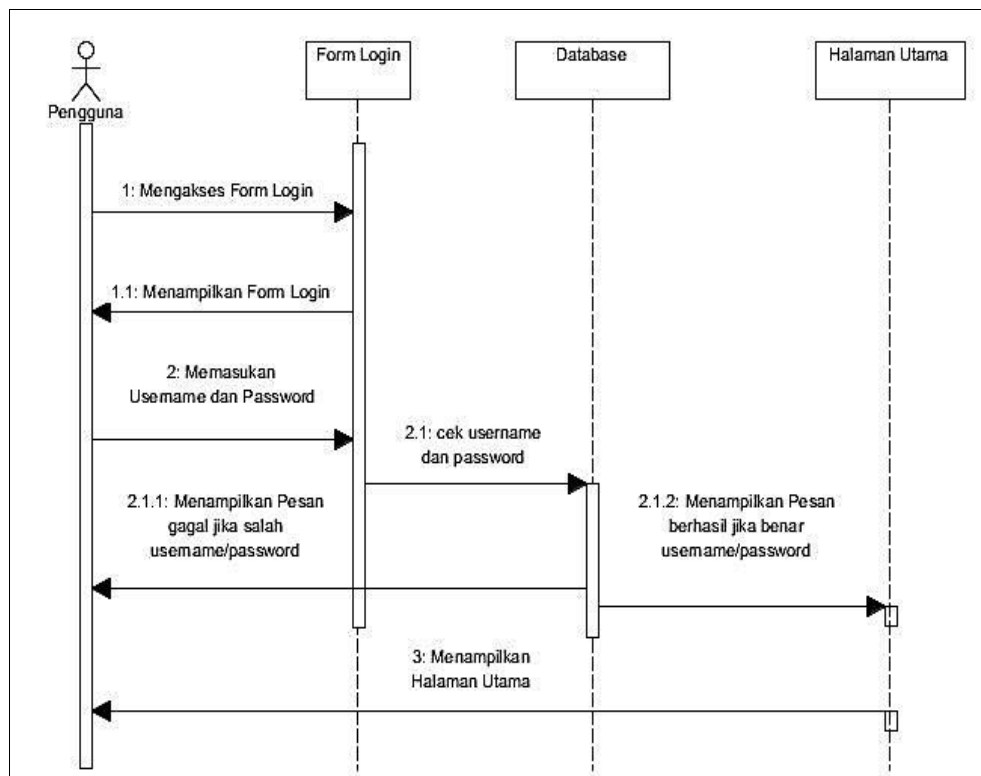 Form Login
Database
Halaman Utama
Pengguna
1: Mengakses Form Login
1.1: Menampilkan Form Login
2: Memasukan
Username dan Password
2.1: cek username
dan password
2.1.1: Menampilkan Pesan
gagal jika salah
username/password
2.1.2: Menampilkan Pesan
berhasil jika benar
username/password
3: Menampilkan
Halaman Utama